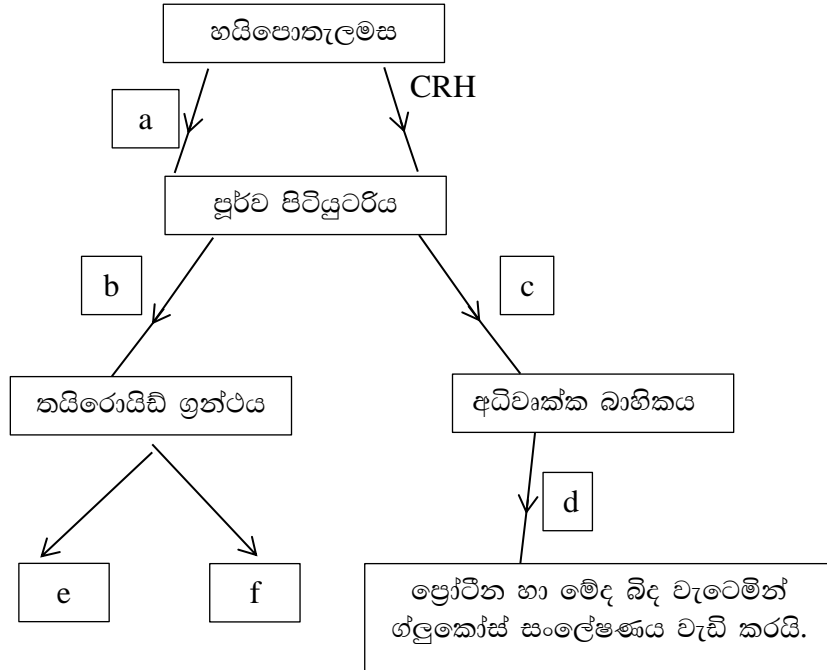 හයිපොතැලමස
a
CRH
පූර්ව පිටියුටරිය
b
c
තයිරොයිඩ් ග්‍රන්ථය
අධිවෘක්ක බාහිකය
d
e
f
ප්‍රෝටීන හා මේද බිද වැටෙමින්
ග්ලුකෝස් සංලේෂණය වැඩි කරයි.